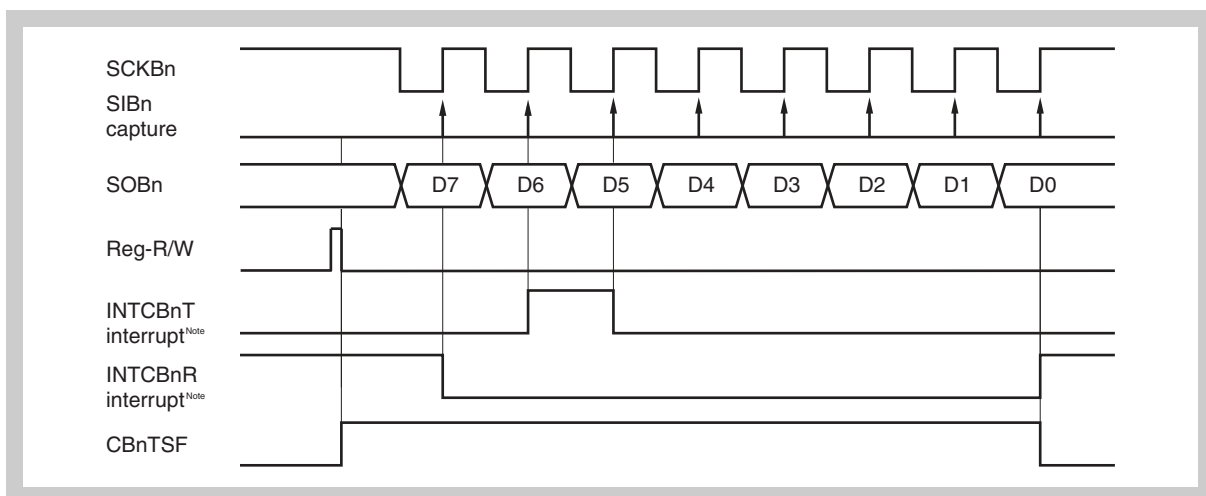 SCKBn
SIBn
capture
SOBn
D7 D6 D5 D4 D3 D2 D1 D0
Reg-R/W
INTCBnT
interruptNote
INTCBnR
interruptNote
CBnTSF